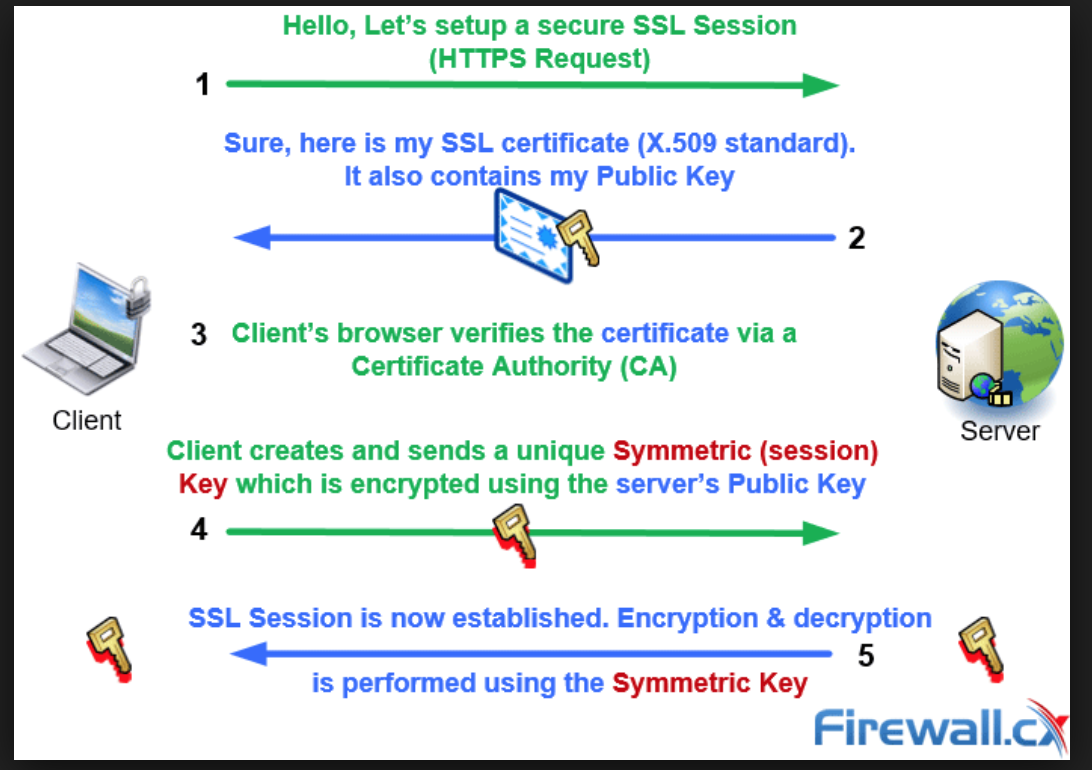 Hello, Let's setup a secure SSL Session
(HTTPS Request)
1
Sure, here is my SSL certificate (X.509 standard).
It also contains my Public Key
2
3 Client's browser verifies the certificate via a
Certificate Authority (CA)
Client
Server
Client creates and sends a unique Symmetric (session)
Key which is encrypted using the server's Public Key
4
SSL Session is now established. Encryption & decryption
5
is performed using the Symmetric Key
Firewall.cx